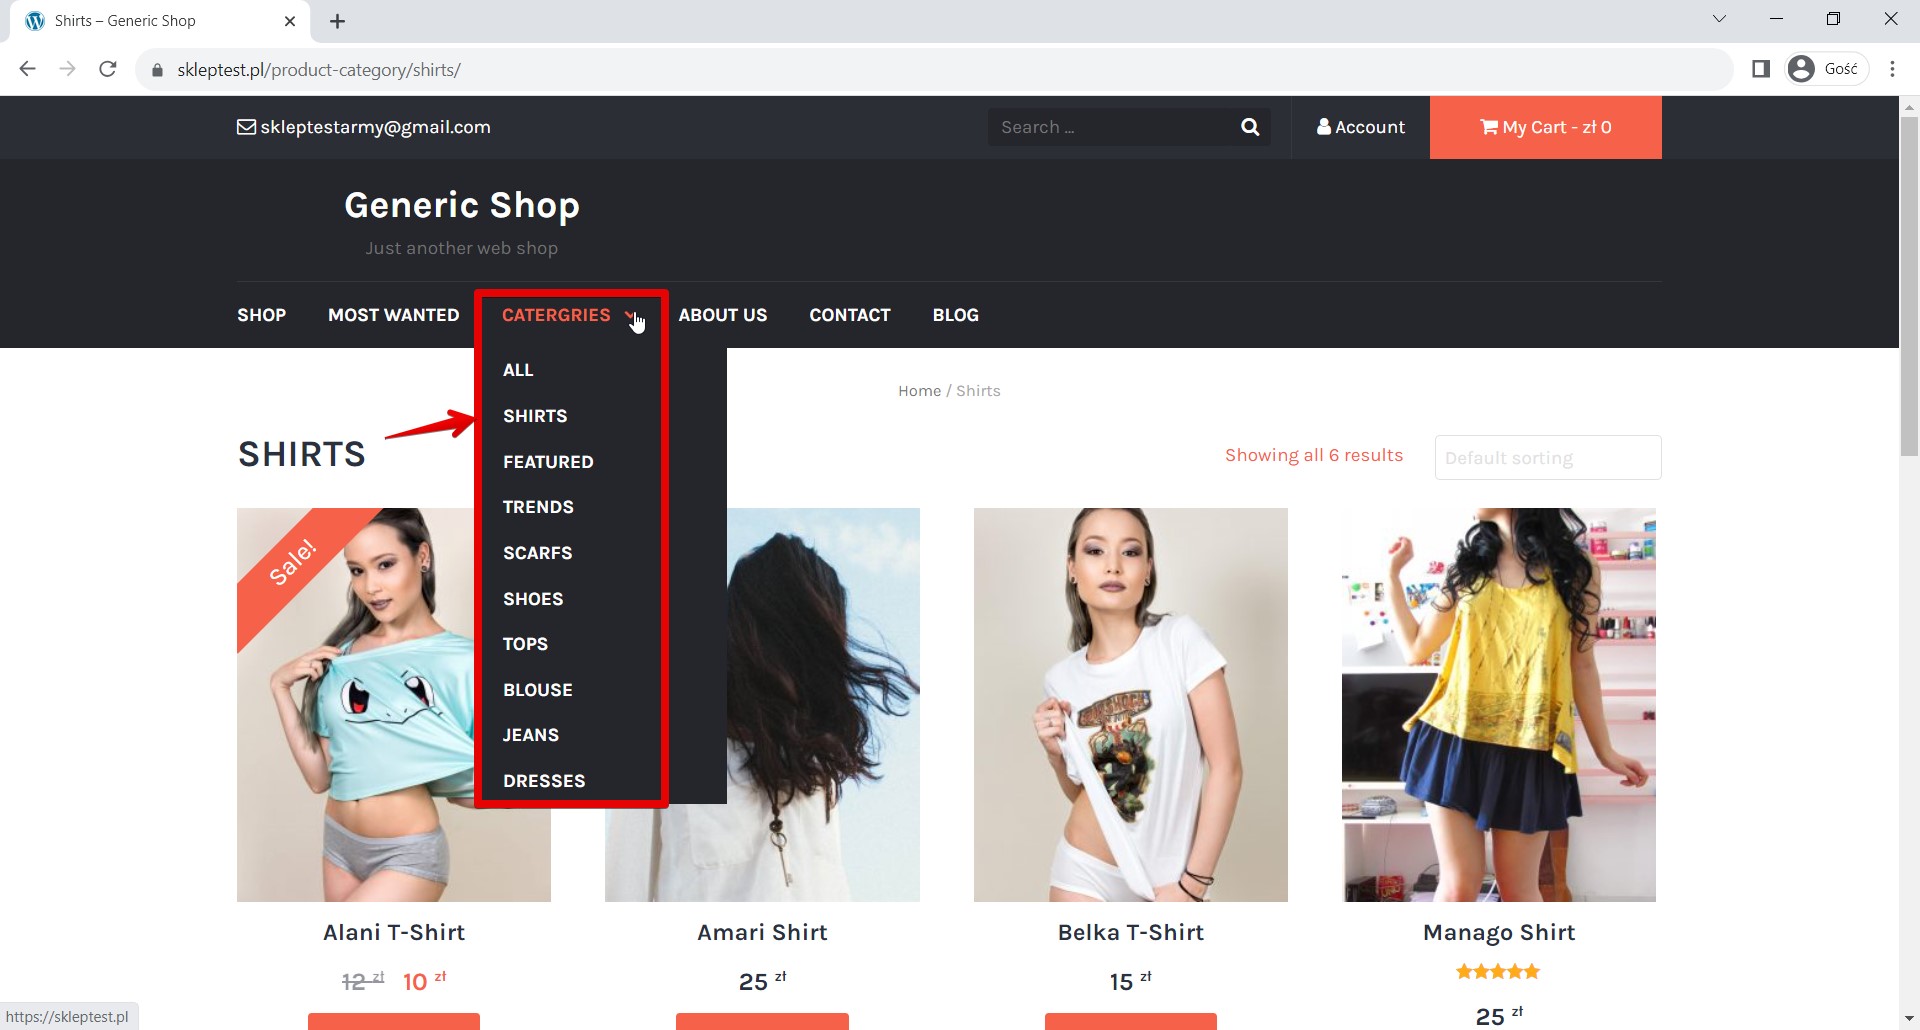 Shirts – Generic Shop
skleptest.pl/product-category/shirts/
Gość
skleptestarmy@gmail.com
Search ...
Account
My Cart - zł 0
Generic Shop
Just another web shop
SHOP
MOST WANTED
CATERGRIES
ABOUT US
CONTACT
BLOG
ALL
SHIRTS
FEATURED
TRENDS
SCARFS
SHOES
TOPS
BLOUSE
JEANS
DRESSES
Home / Shirts
SHIRTS
Showing all 6 results
Default sorting
Sale!
Alani T-Shirt
12 zł 10 zł
Amari Shirt
25 zł
Belka T-Shirt
15 zł
Manago Shirt
25 zł
https://skleptest.pl